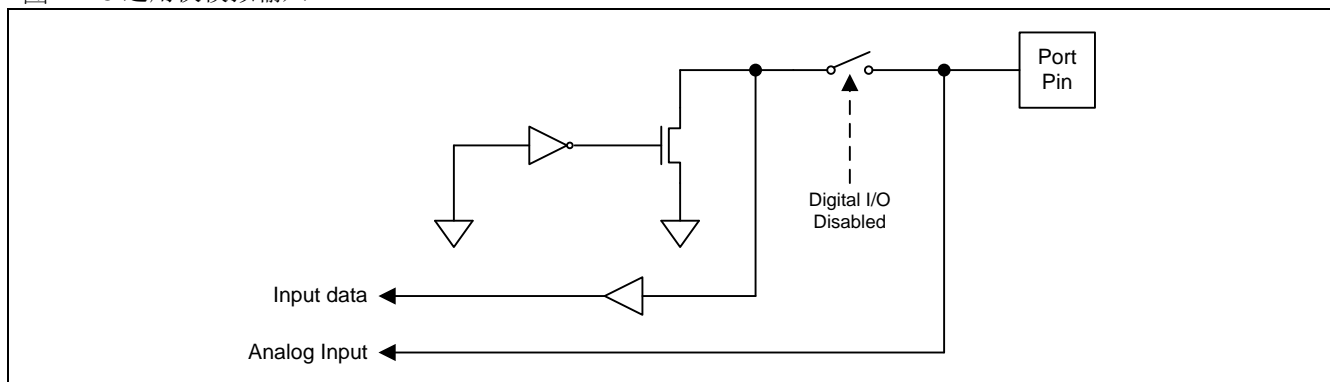 Port
Pin
Digital I/O
Disabled
Input data
Analog Input